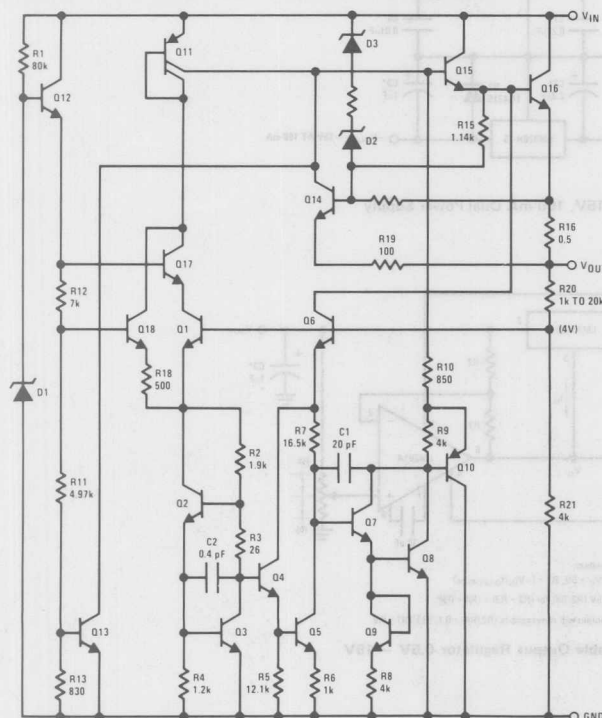 VIN
R1
80k
Q12
Q11
D3
Q15
Q16
R15
1.14k
D2
Q14
R16
0.5
R19
100
VOUT
Q17
R12
7k
R20
1k TO 20k
(4V)
Q18
Q1
Q6
R18
500
R10
850
D1
R7
16.5k
C1
20 pF
R9
4k
Q10
R2
1.9k
R11
4.97k
Q2
R3
26
R21
4k
Q7
C2
0.4 pF
Q4
Q8
Q13
Q3
Q5
Q9
R13
830
R4
1.2k
R5
12.1k
R6
1k
R8
4k
GND